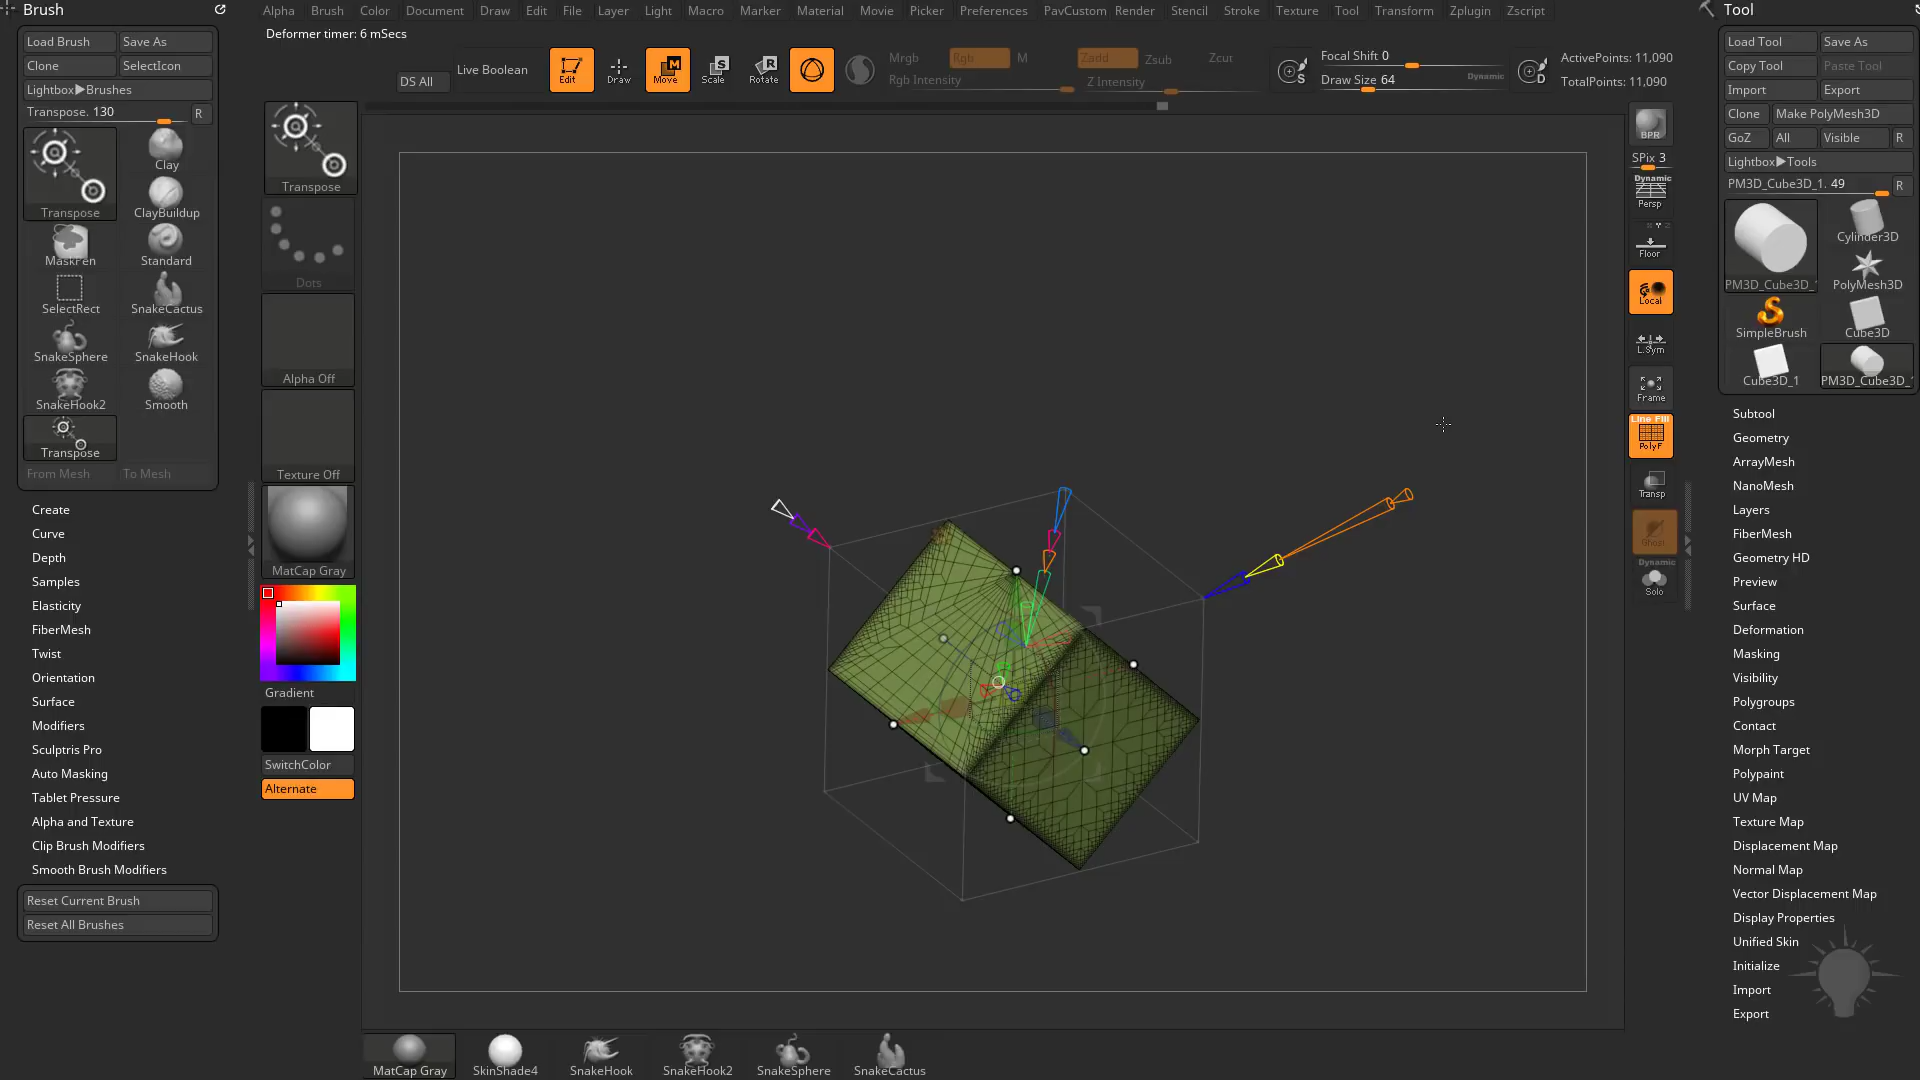 Brush
Alpha Brush Color Document Draw Edit File Layer Light Macro Marker Material Movie Picker Preferences PavCustom Render Stencil Stroke Texture Tool Transform Zplugin Zscript
Tool
Deformer timer: 6 mSecs
Load Brush Save As
Clone SelectIcon
Lightbox▶Brushes
Transpose. 130 R
Transpose
Clay
ClayBuildup
MaskPen
Standard
SelectRect
SnakeCactus
SnakeSphere
SnakeHook
SnakeHook2
Smooth
Transpose
From Mesh To Mesh
Create
Curve
Depth
Samples
Elasticity
FiberMesh
Twist
Orientation
Surface
Modifiers
Sculptris Pro
Auto Masking
Tablet Pressure
Alpha and Texture
Clip Brush Modifiers
Smooth Brush Modifiers
Reset Current Brush
Reset All Brushes
DS All
Live Boolean
Edit
Draw
M
Move
S
Scale
R
Rotate
Mrgb Rgb M
Rgb Intensity
Zadd Zsub Zcut
Z Intensity
S
Focal Shift 0
Draw Size 64
Dynamic
D
ActivePoints: 11,090
TotalPoints: 11,090
Transpose
Dots
Alpha Off
Texture Off
MatCap Gray
Gradient
SwitchColor
Alternate
BPR
SPix 3
Dynamic
Persp
Floor
Local
L.Sym
Frame
Line Fill
PolyF
Transp
Ghost
Dynamic
Solo
Load Tool Save As
Copy Tool Paste Tool
Import Export
Clone Make PolyMesh3D
GoZ All Visible R
Lightbox▶Tools
PM3D_Cube3D_1. 49 R
PM3D_Cube3D_1
Cylinder3D
PolyMesh3D
SimpleBrush
Cube3D
Cube3D_1
PM3D_Cube3D_1
Subtool
Geometry
ArrayMesh
NanoMesh
Layers
FiberMesh
Geometry HD
Preview
Surface
Deformation
Masking
Visibility
Polygroups
Contact
Morph Target
Polypaint
UV Map
Texture Map
Displacement Map
Normal Map
Vector Displacement Map
Display Properties
Unified Skin
Initialize
Import
Export
MatCap Gray SkinShade4 SnakeHook SnakeHook2 SnakeSphere SnakeCactus